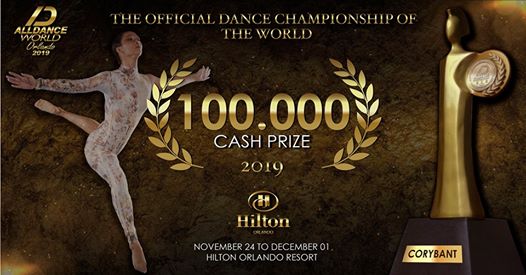 ALLDANCE
WORLD
Orlando
2019
THE OFFICIAL DANCE CHAMPIONSHIP OF
THE WORLD
100.000
CASH PRIZE
2019
H
Hilton
ORLANDO
NOVEMBER 24 TO DECEMBER 01.
HILTON ORLANDO RESORT
CORYBANT